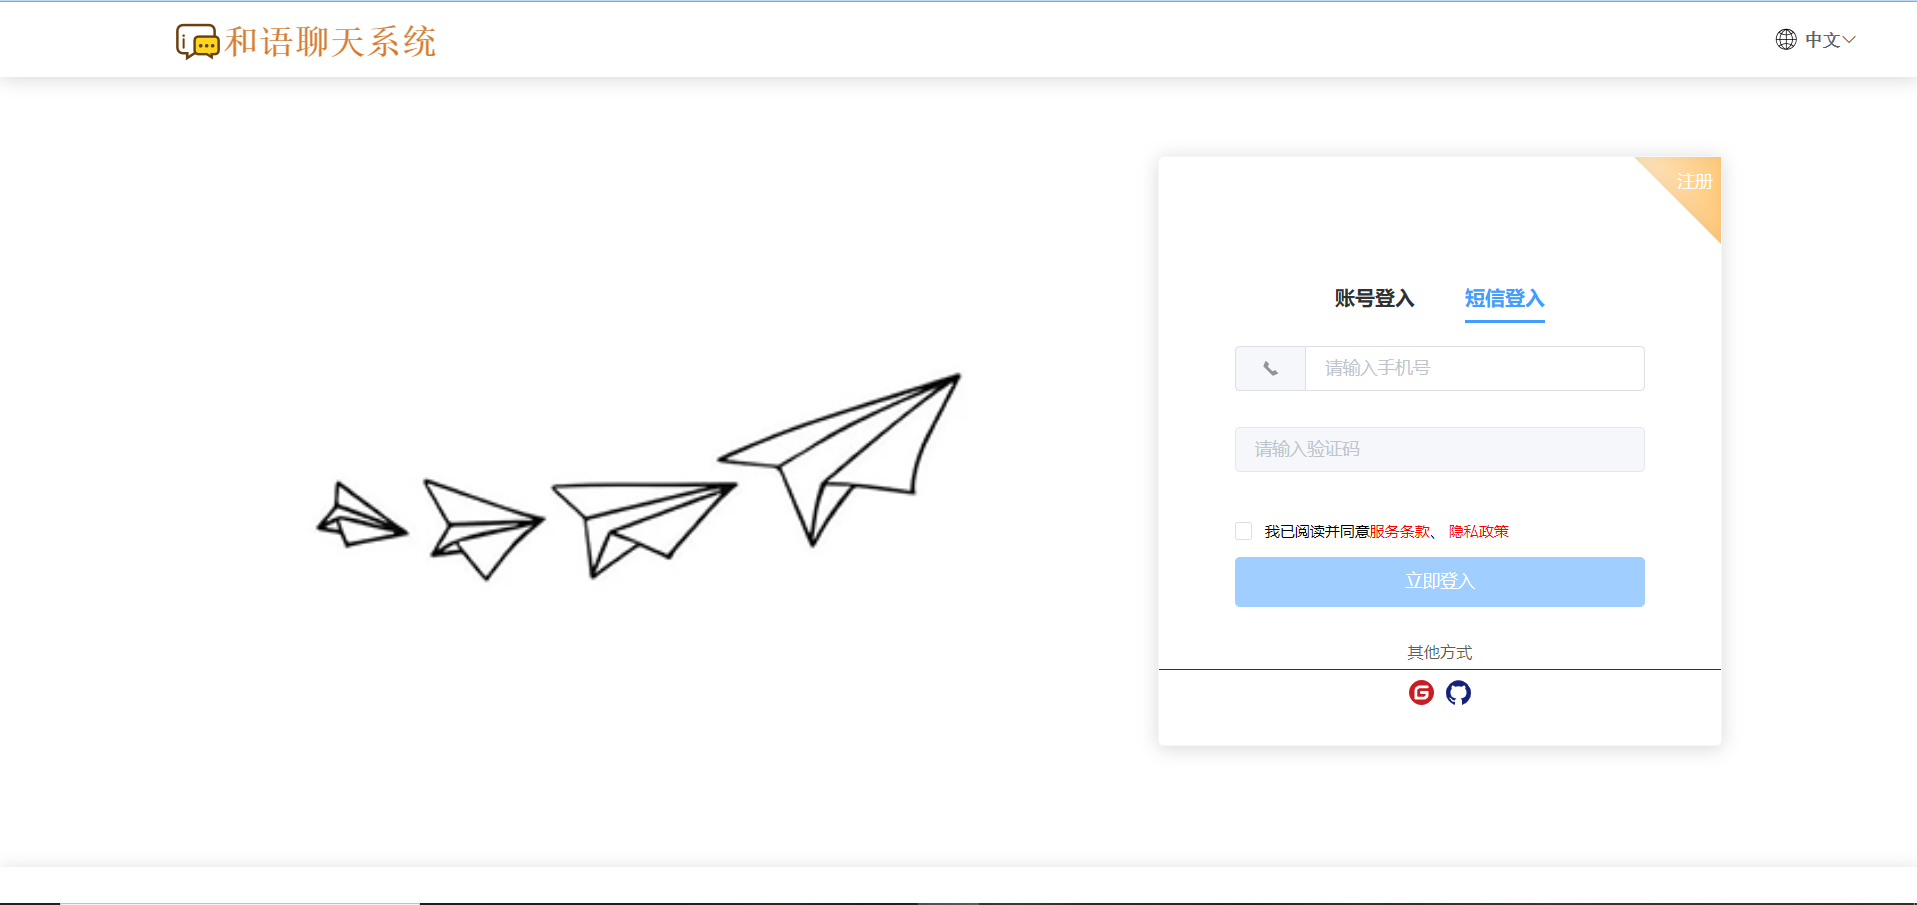 和语聊天系统
中文
注册
账号登入 短信登入
请输入手机号
请输入验证码
我已阅读并同意服务条款、 隐私政策
立即登入
其他方式